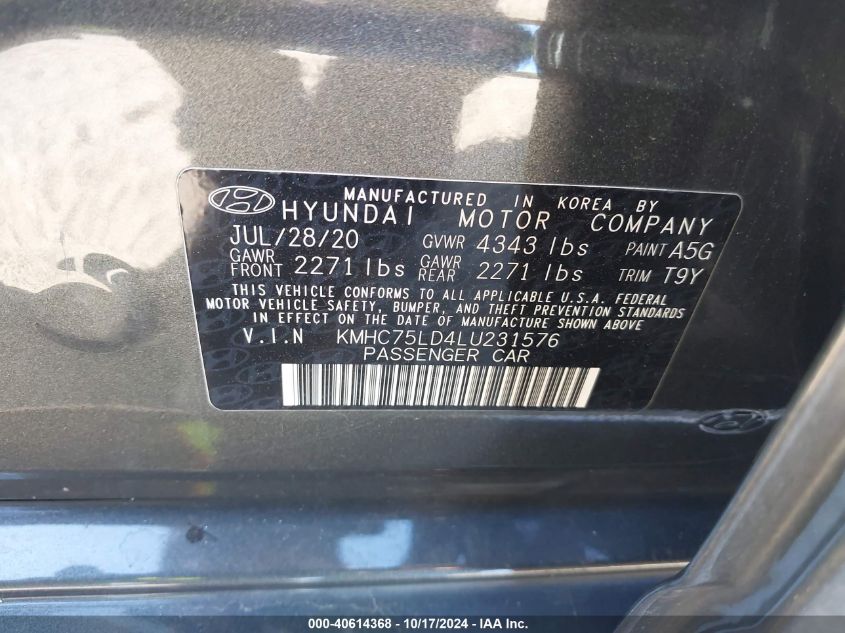 MANUFACTURED IN KOREA BY
HYUNDAI MOTOR COMPANY
JUL/28/20 GVWR 4343 lbs PAINT A5G
GAWR FRONT 2271 lbs GAWR REAR 2271 lbs TRIM T9Y
THIS VEHICLE CONFORMS TO ALL APPLICABLE U.S.A. FEDERAL
MOTOR VEHICLE SAFETY, BUMPER, AND THEFT PREVENTION STANDARDS
IN EFFECT ON THE DATE OF MANUFACTURE SHOWN ABOVE
V.I.N KMHC75LD4LU231576
PASSENGER CAR
000-40614368 - 10/17/2024 - IAA Inc.